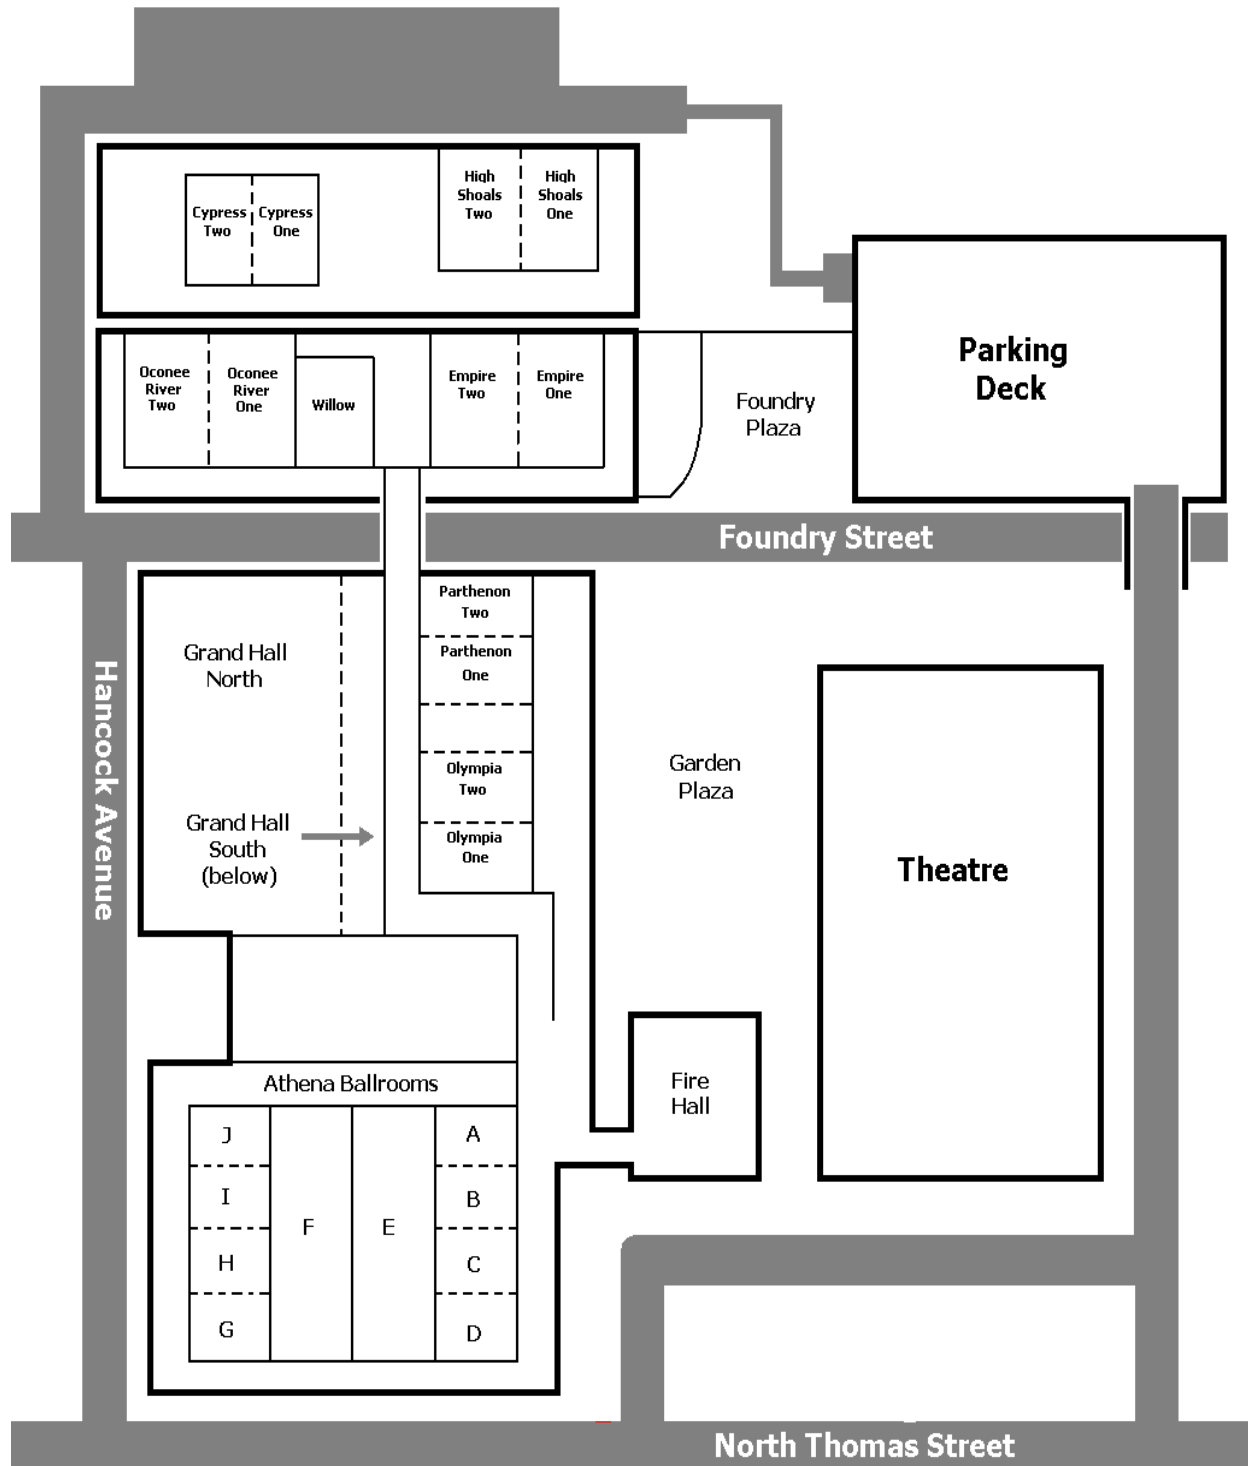 High
Shoals
Two
High
Shoals
One
Cypress
Two
Cypress
One
Parking
Deck
Oconee
River
Two
Oconee
River
One
Willow
Empire
Two
Empire
One
Foundry
Plaza
Foundry Street
Parthenon
Two
Parthenon
One
Grand Hall
North
Hancock Avenue
Garden
Plaza
Olympia
Two
Olympia
One
Grand Hall
South
(below)
Theatre
Fire
Hall
Athena Ballrooms
J
A
I
B
F
E
H
C
G
D
North Thomas Street